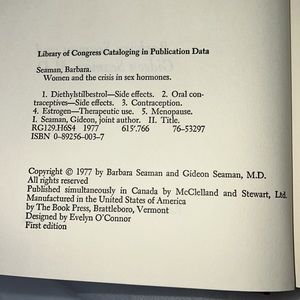 Library of Congress Cataloging in Publication Data
Seaman, Barbara.
Women and the crisis in sex hormones.
1. Diethylstilbestrol—Side effects. 2. Oral con-
traceptives—Side effects. 3. Contraception.
4. Estrogen—Therapeutic use. 5. Menopause.
I. Seaman, Gideon, joint author. II. Title.
RG129.H6S4 1977 615'.766 76-53297
ISBN 0-89256-003-7
Copyright © 1977 by Barbara Seaman and Gideon Seaman, M.D.
All rights reserved
Published simultaneously in Canada by McClelland and Stewart, Ltd.
Manufactured in the United States of America
by The Book Press, Brattleboro, Vermont
Designed by Evelyn O'Connor
First edition